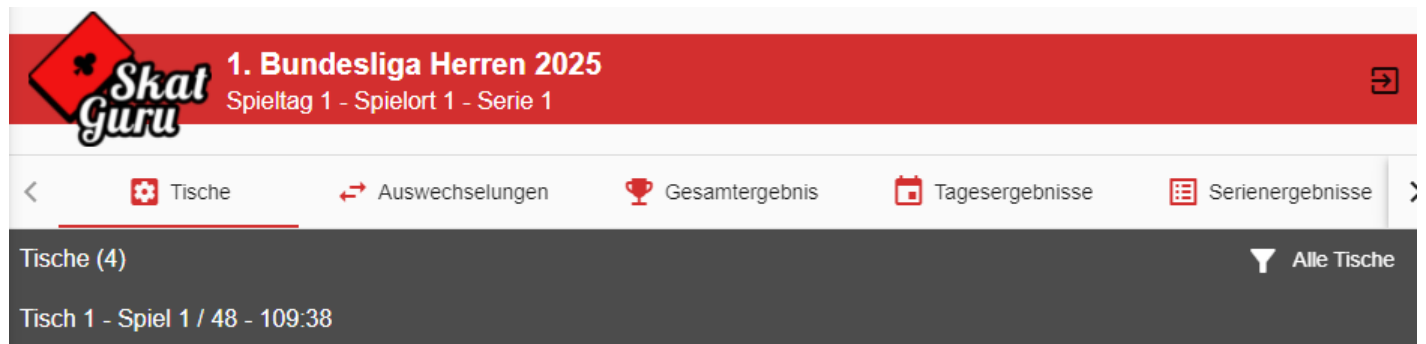 Skat
Guru
1. Bundesliga Herren 2025
Spieltag 1 - Spielort 1 - Serie 1
Tische Auswechselungen Gesamtergebnis Tagesergebnisse Serienergebnisse
Tische (4) Alle Tische
Tisch 1 - Spiel 1 / 48 - 109:38